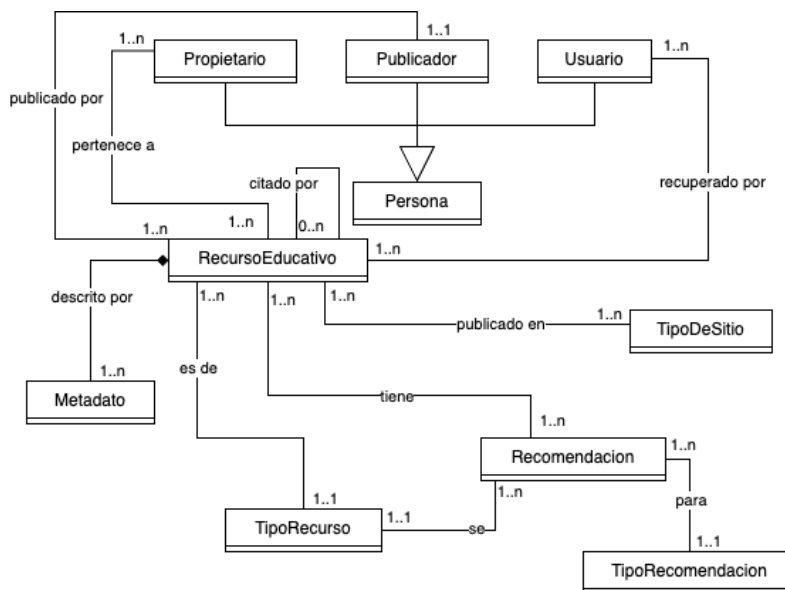 1..n
1..1
1..n
Propietario
Publicador
Usuario
publicado por
pertenece a
citado por
recuperado por
Persona
1..n
1..n
0..n
1..n
RecursoEducativo
descrito por
1..n
1..n
1..n
publicado en
1..n
TipoDeSitio
es de
1..n
Metadato
tiene
1..n
Recomendacion
1..n
1..n
para
1..1
TipoRecurso
1..1
se
1..1
TipoRecomendacion